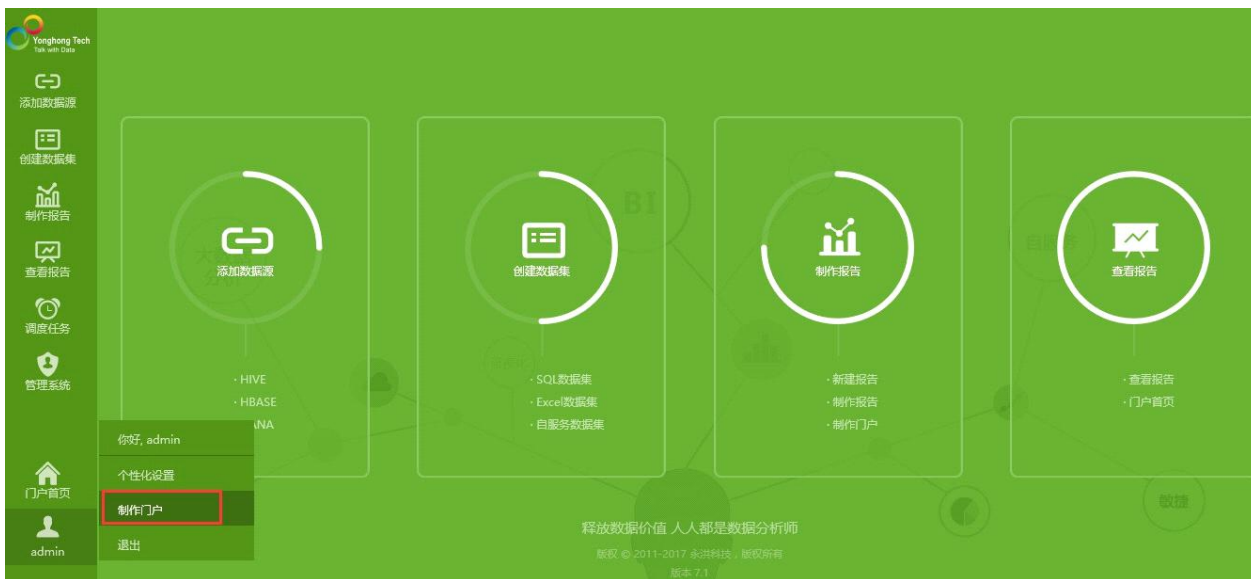 Yonghong Tech
Talk with Data
添加数据源
创建数据集
制作报告
查看报告
调度任务
管理系统
门户首页
admin
你好, admin
个性化设置
制作门户
退出
添加数据源
· HIVE
· HBASE
ANA
创建数据集
· SQL数据集
· Excel数据集
· 自服务数据集
制作报告
· 新建报告
· 制作报告
· 制作门户
查看报告
· 查看报告
· 门户首页
BI
敏捷
释放数据价值 人人都是数据分析师
版权 © 2011-2017 永洪科技，版权所有
版本 7.1